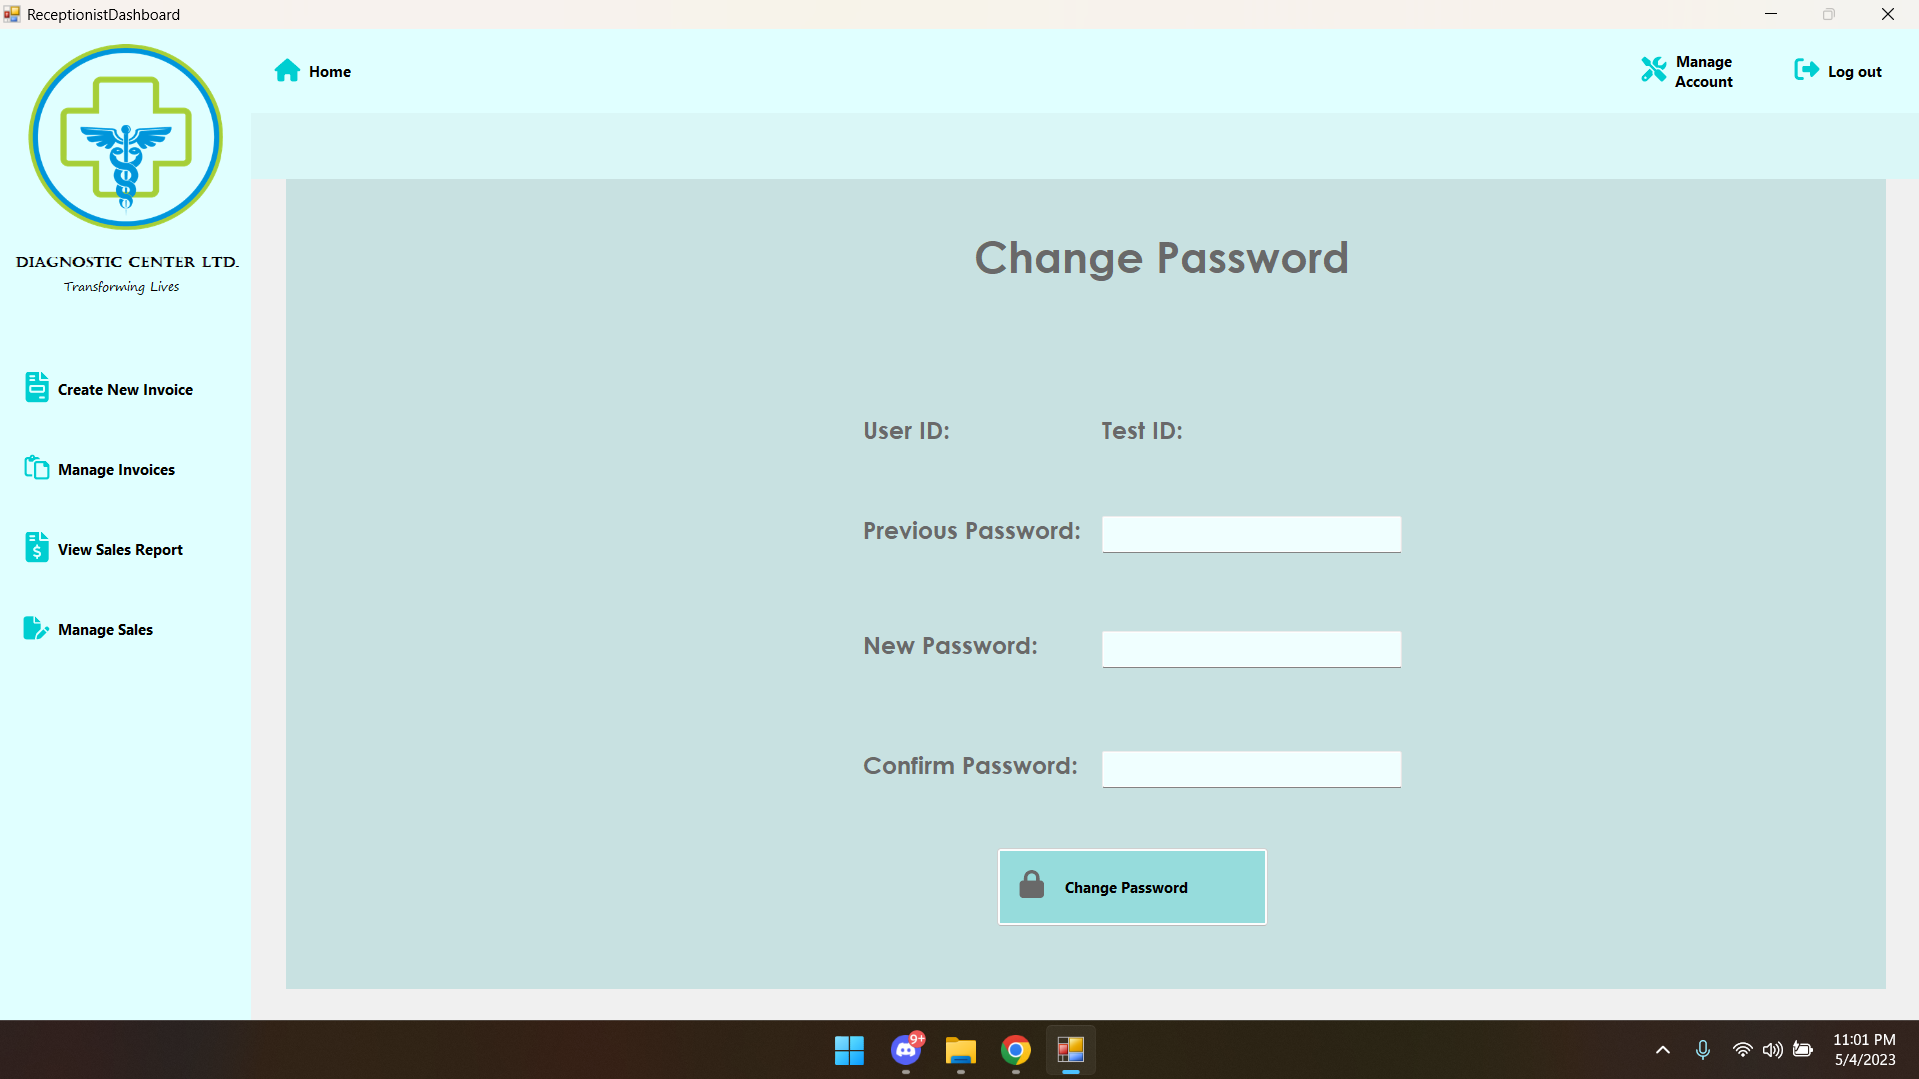 ReceptionistDashboard
Home
Manage
Account
Log out
DIAGNOSTIC CENTER LTD.
Transforming Lives
Create New Invoice
Manage Invoices
View Sales Report
Manage Sales
Change Password
User ID:
Test ID:
Previous Password:
New Password:
Confirm Password:
Change Password
9+
11:01 PM
5/4/2023